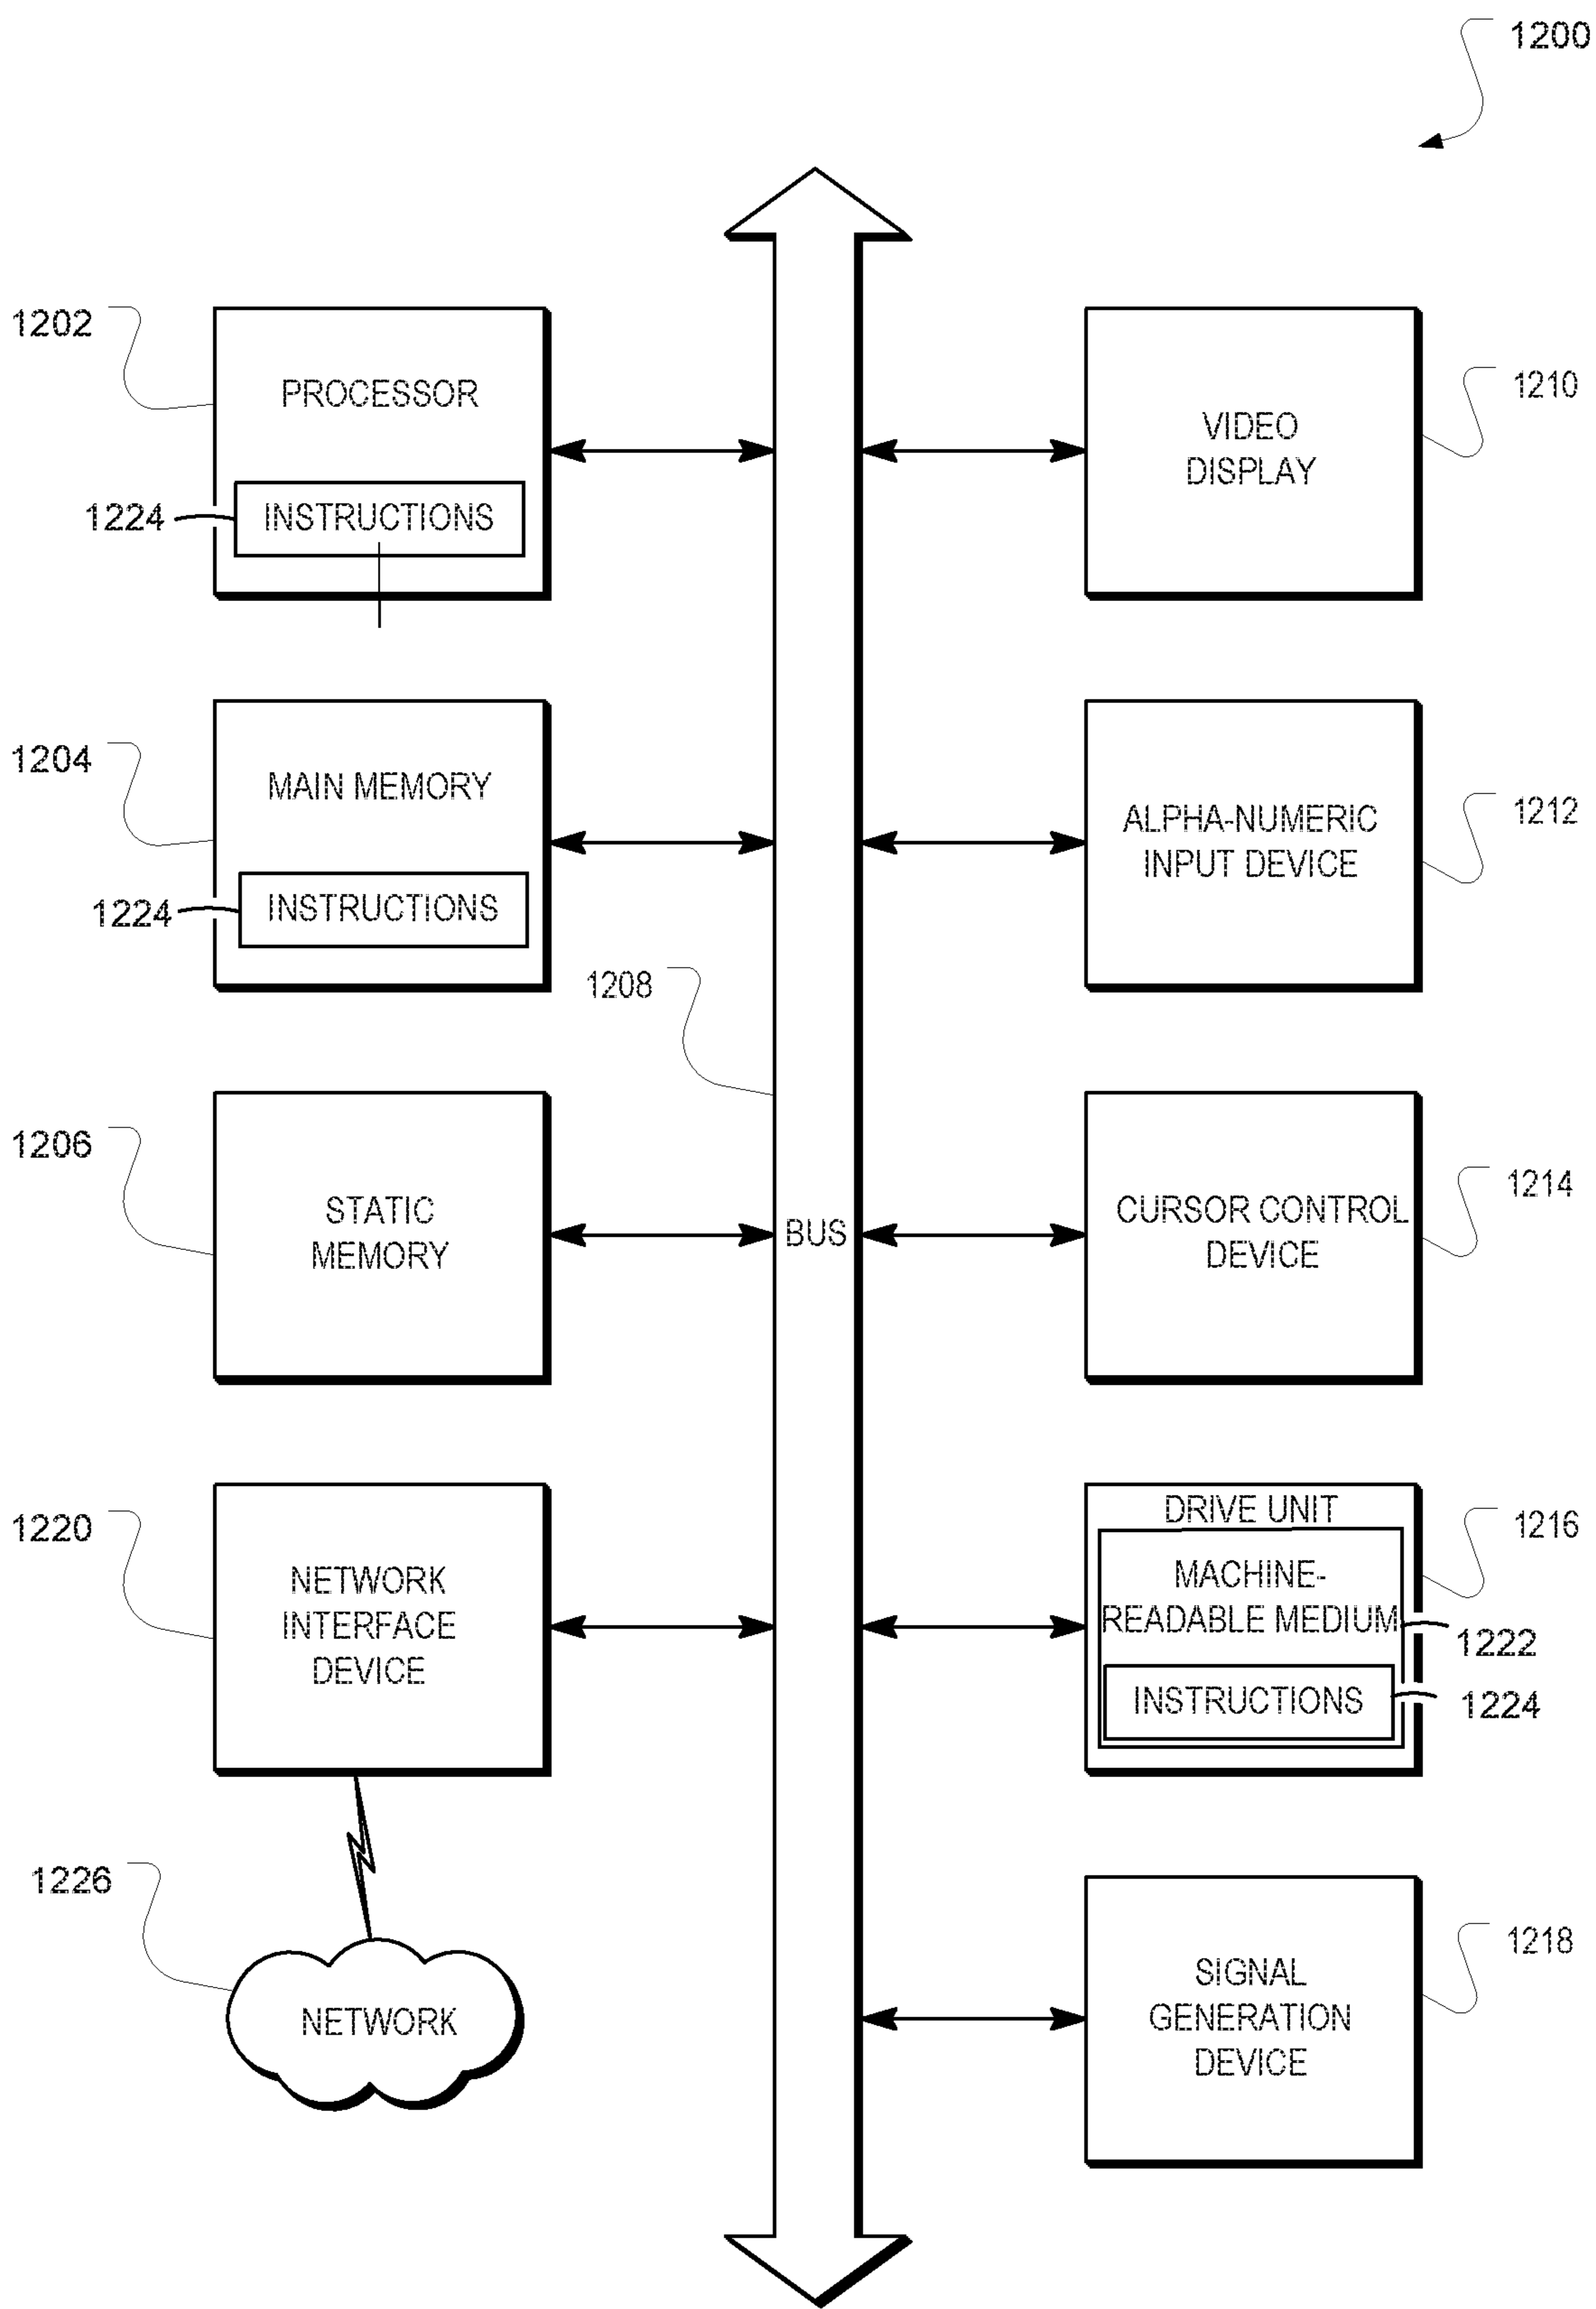 1200
1202
PROCESSOR
1224
INSTRUCTIONS
1204
MAIN MEMORY
1224
INSTRUCTIONS
1206
STATIC
MEMORY
1220
NETWORK
INTERFACE
DEVICE
1226
NETWORK
1208
BUS
1210
VIDEO
DISPLAY
1212
ALPHA-NUMERIC
INPUT DEVICE
1214
CURSOR CONTROL
DEVICE
1216
DRIVE UNIT
MACHINE-
READABLE MEDIUM
1222
INSTRUCTIONS
1224
1218
SIGNAL
GENERATION
DEVICE